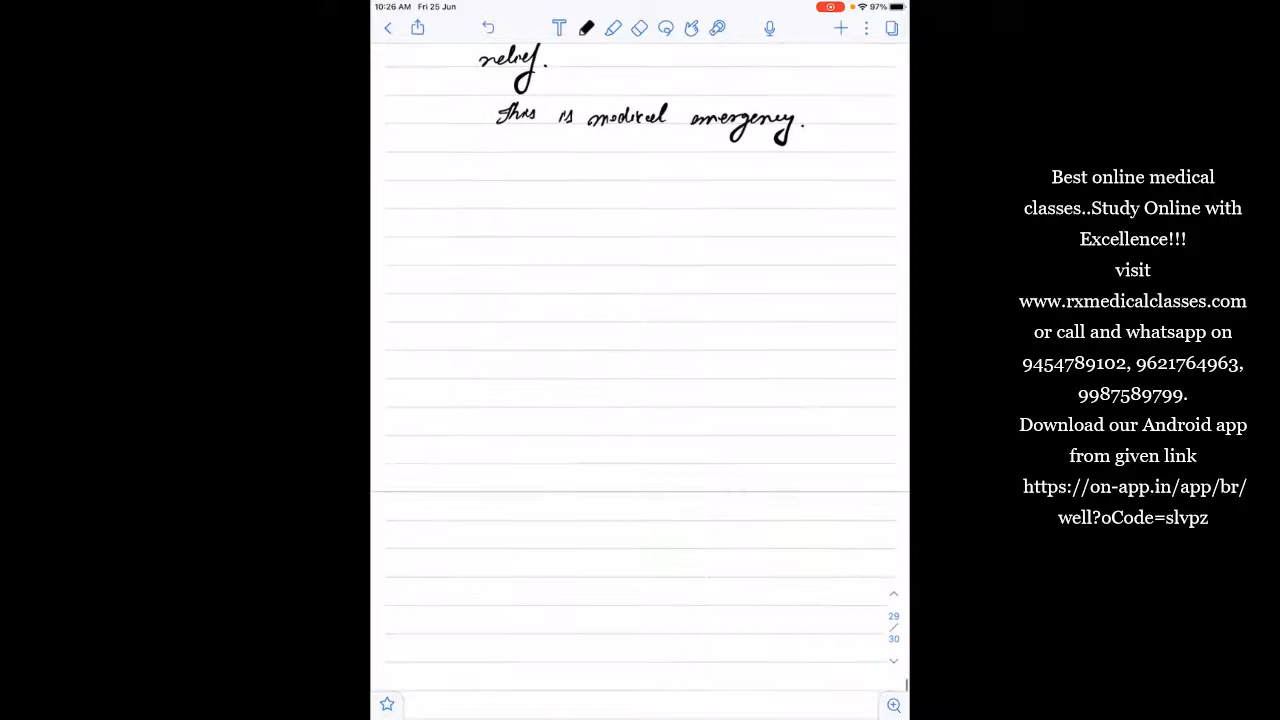 10:26 AM Fri 25 Jun
97%
T
relief.
This is medical emergency.
29
/
30
Best online medical
classes..Study Online with
Excellence!!!
visit
www.rxmedicalclasses.com
or call and whatsapp on
9454789102, 9621764963,
9987589799.
Download our Android app
from given link
https://on-app.in/app/br/
well?oCode=slvpz